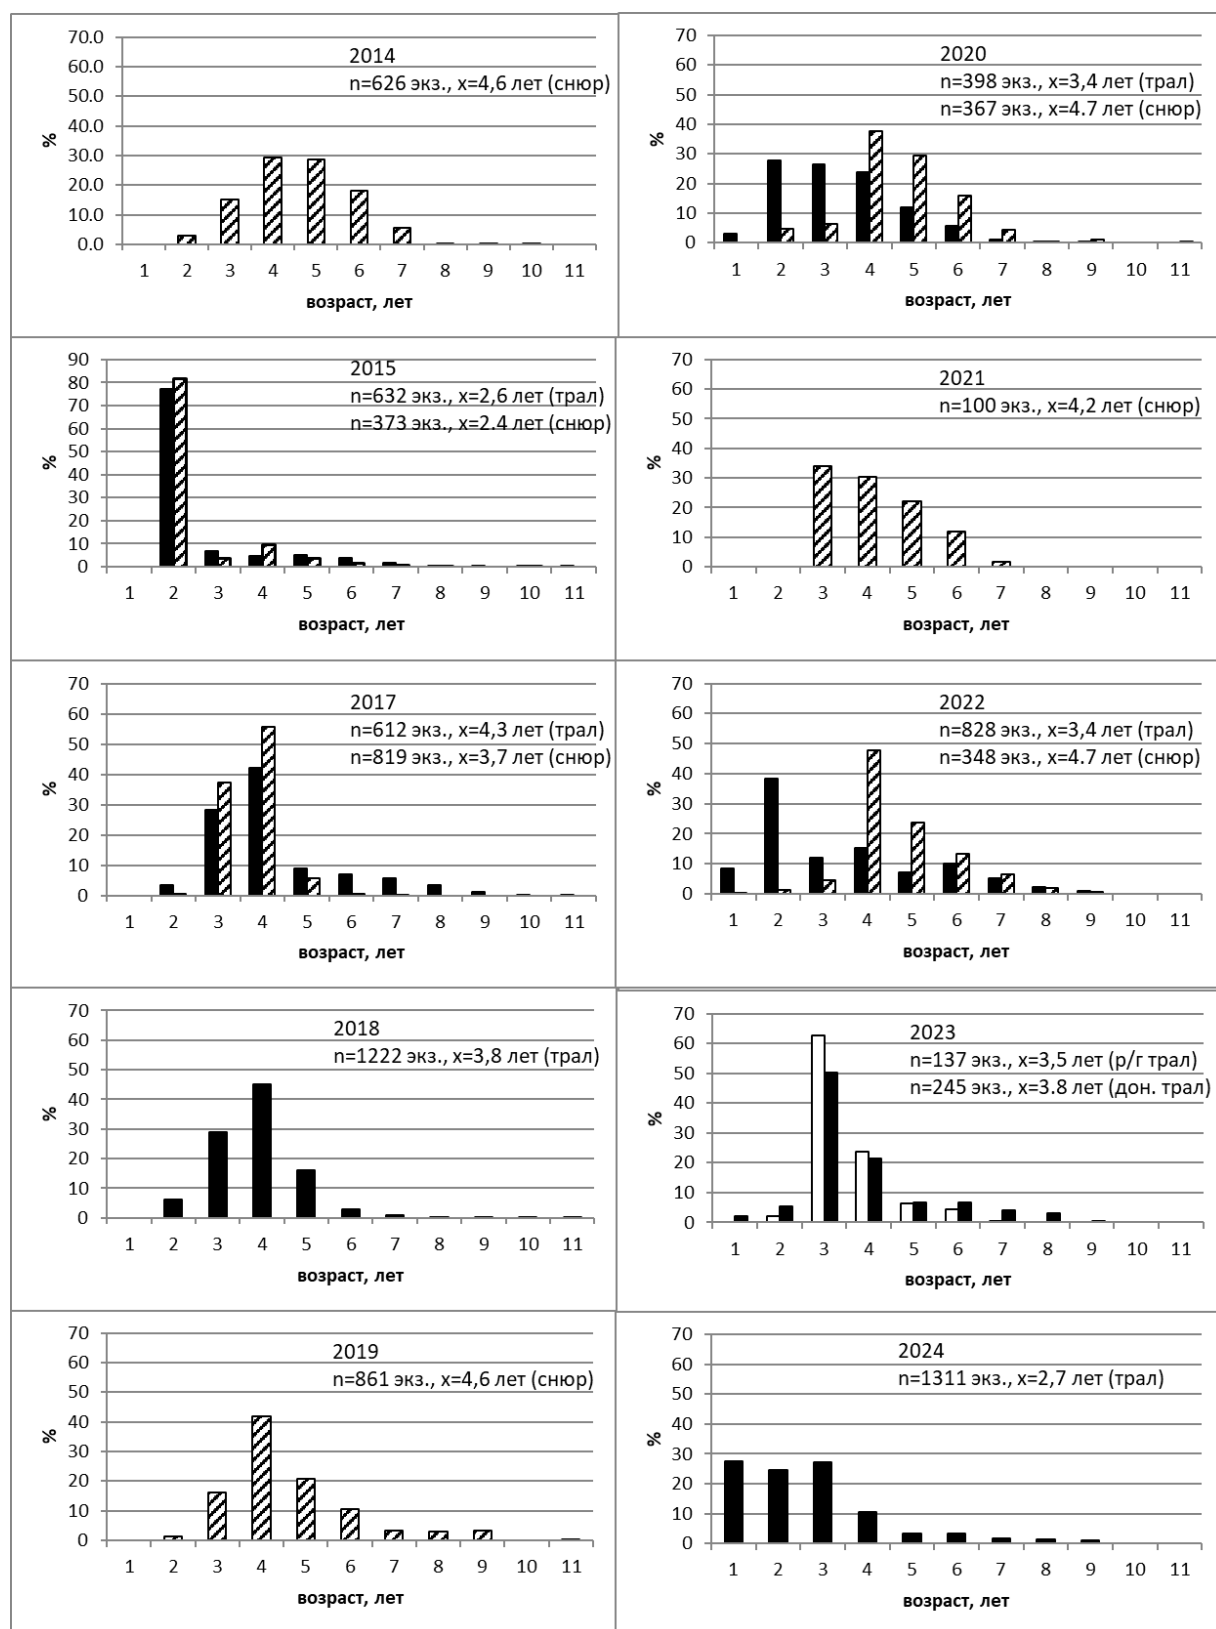 2014
n=626 экз., x=4,6 лет (снюр)
70.0
60.0
50.0
40.0
30.0
20.0
10.0
0.0
%
1 2 3 4 5 6 7 8 9 10 11
возраст, лет
2020
n=398 экз., x=3,4 лет (трал)
n=367 экз., x=4.7 лет (снюр)
70
60
50
40
30
20
10
0
%
1 2 3 4 5 6 7 8 9 10 11
возраст, лет
2015
n=632 экз., x=2,6 лет (трал)
n=373 экз., x=2.4 лет (снюр)
90
80
70
60
50
40
30
20
10
0
%
1 2 3 4 5 6 7 8 9 10 11
возраст, лет
2021
n=100 экз., x=4,2 лет (снюр)
70
60
50
40
30
20
10
0
%
1 2 3 4 5 6 7 8 9 10 11
возраст, лет
2017
n=612 экз., x=4,3 лет (трал)
n=819 экз., x=3,7 лет (снюр)
70
60
50
40
30
20
10
0
%
1 2 3 4 5 6 7 8 9 10 11
возраст, лет
2022
n=828 экз., x=3,4 лет (трал)
n=348 экз., x=4.7 лет (снюр)
70
60
50
40
30
20
10
0
%
1 2 3 4 5 6 7 8 9 10 11
возраст, лет
2018
n=1222 экз., x=3,8 лет (трал)
70
60
50
40
30
20
10
0
%
1 2 3 4 5 6 7 8 9 10 11
возраст, лет
2023
n=137 экз., x=3,5 лет (р/г трал)
n=245 экз., x=3.8 лет (дон. трал)
70
60
50
40
30
20
10
0
%
1 2 3 4 5 6 7 8 9 10 11
возраст, лет
2019
n=861 экз., x=4,6 лет (снюр)
70
60
50
40
30
20
10
0
%
1 2 3 4 5 6 7 8 9 10 11
возраст, лет
2024
n=1311 экз., x=2,7 лет (трал)
70
60
50
40
30
20
10
0
%
1 2 3 4 5 6 7 8 9 10 11
возраст, лет